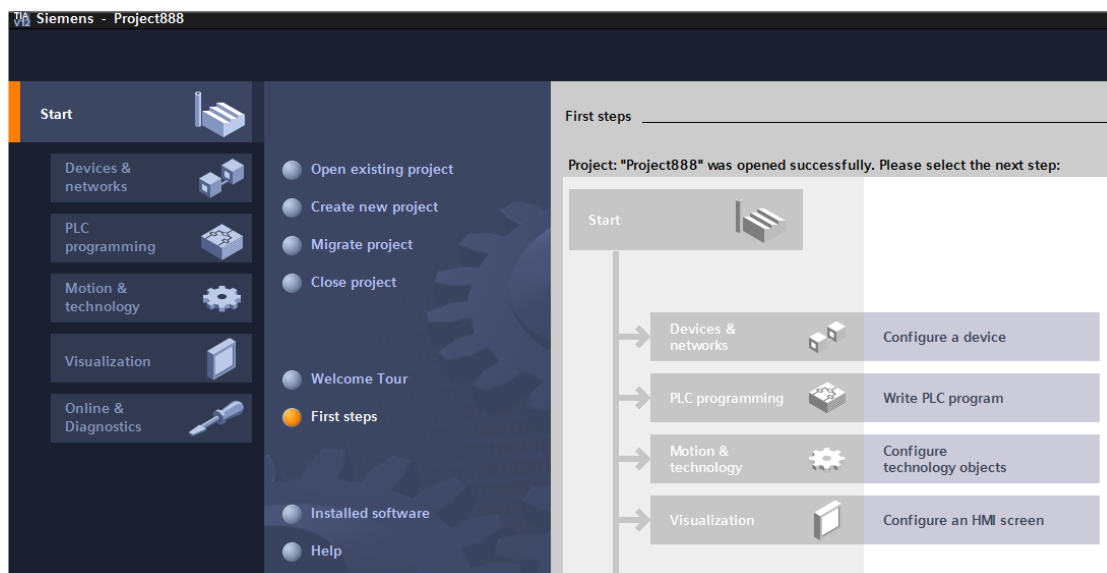 TIA
V12
Siemens - Project888
Start
Devices &
networks
PLC
programming
Motion &
technology
Visualization
Online &
Diagnostics
Open existing project
Create new project
Migrate project
Close project
Welcome Tour
First steps
Installed software
Help
First steps
Project: "Project888" was opened successfully. Please select the next step:
Start
Devices &
networks
Configure a device
PLC programming
Write PLC program
Motion &
technology
Configure
technology objects
Visualization
Configure an HMI screen